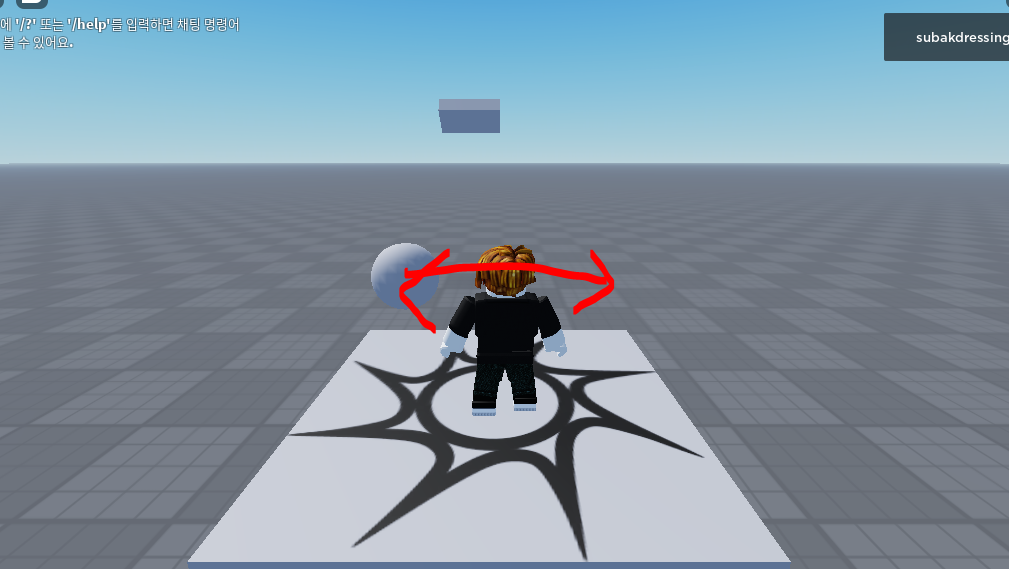 에 '/?' 또는 '/help'를 입력하면 채팅 명령어
볼 수 있어요.
subakdressing